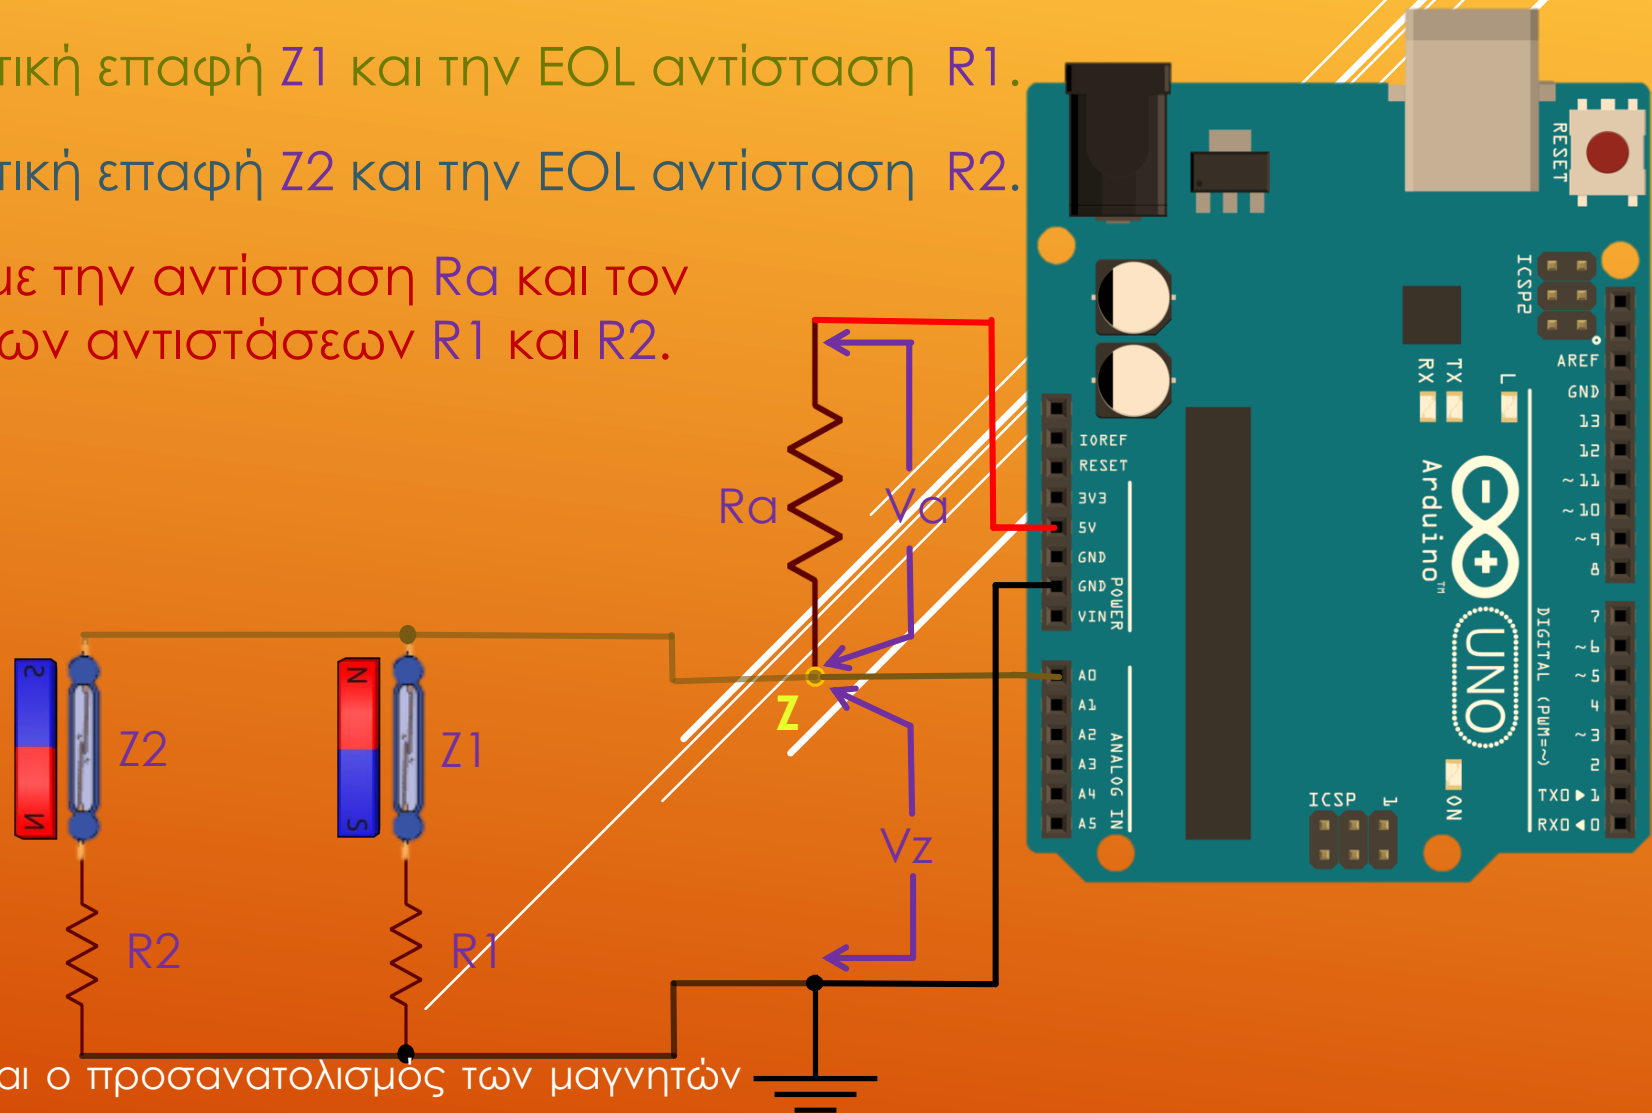 τική επαφή Z1 και την EOL αντίσταση R1.
τική επαφή Z2 και την EOL αντίσταση R2.
με την αντίσταση Ra και τον
ων αντιστάσεων R1 και R2.
Ra
Va
Z
Vz
S
N
Z2
N
S
Z1
R2
R1
αι ο προσανατολισμός των μαγνητών
RESET
ICSP2
IOREF
RESET
3V3
5V
GND
GND
VIN
POWER
A0
A1
A2
A3
A4
A5
ANALOG IN
RX
TX
L
Arduino™
UNO
ON
ICSP
1
AREF
GND
13
12
~11
~10
~9
8
7
~6
~5
4
~3
2
TX0▶1
RX0◀0
DIGITAL (PWM=~)